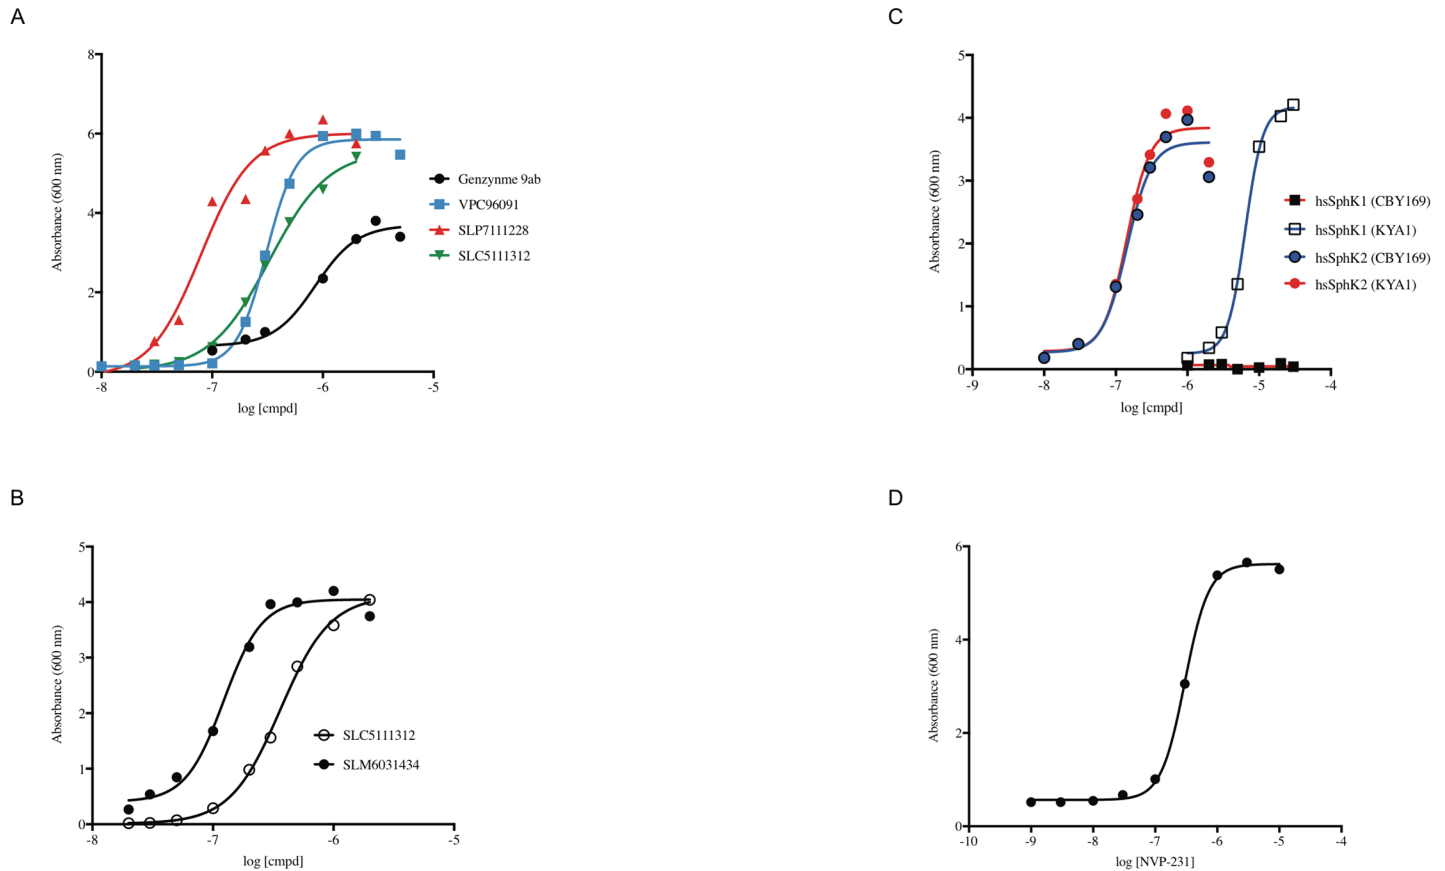 A
8
6
4
2
0
Absorbance (600 nm)
-8 -7 -6 -5
log [cmpd]
Genzynme 9ab
VPC96091
SLP7111228
SLC5111312
C
5
4
3
2
1
0
Absorbance (600 nm)
-9 -8 -7 -6 -5 -4
log [cmpd]
hsSphK1 (CBY169)
hsSphK1 (KYA1)
hsSphK2 (CBY169)
hsSphK2 (KYA1)
B
5
4
3
2
1
0
Absorbance (600 nm)
-8 -7 -6 -5
log [cmpd]
SLC5111312
SLM6031434
D
6
4
2
0
Absorbance (600 nm)
-10 -9 -8 -7 -6 -5 -4
log [NVP-231]